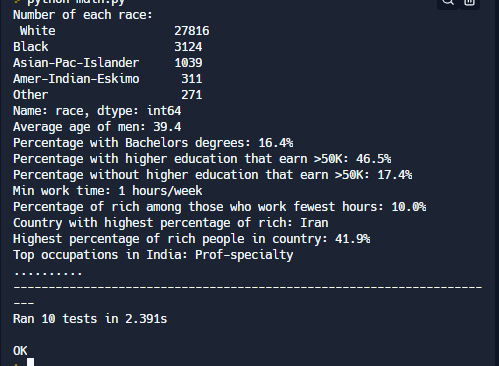 python math.py
Number of each race:
 White                 27816
Black                  3124
Asian-Pac-Islander     1039
Amer-Indian-Eskimo      311
Other                   271
Name: race, dtype: int64
Average age of men: 39.4
Percentage with Bachelors degrees: 16.4%
Percentage with higher education that earn >50K: 46.5%
Percentage without higher education that earn >50K: 17.4%
Min work time: 1 hours/week
Percentage of rich among those who work fewest hours: 10.0%
Country with highest percentage of rich: Iran
Highest percentage of rich people in country: 41.9%
Top occupations in India: Prof-specialty
..........
-------------------------------------------------------------------
---
Ran 10 tests in 2.391s
OK